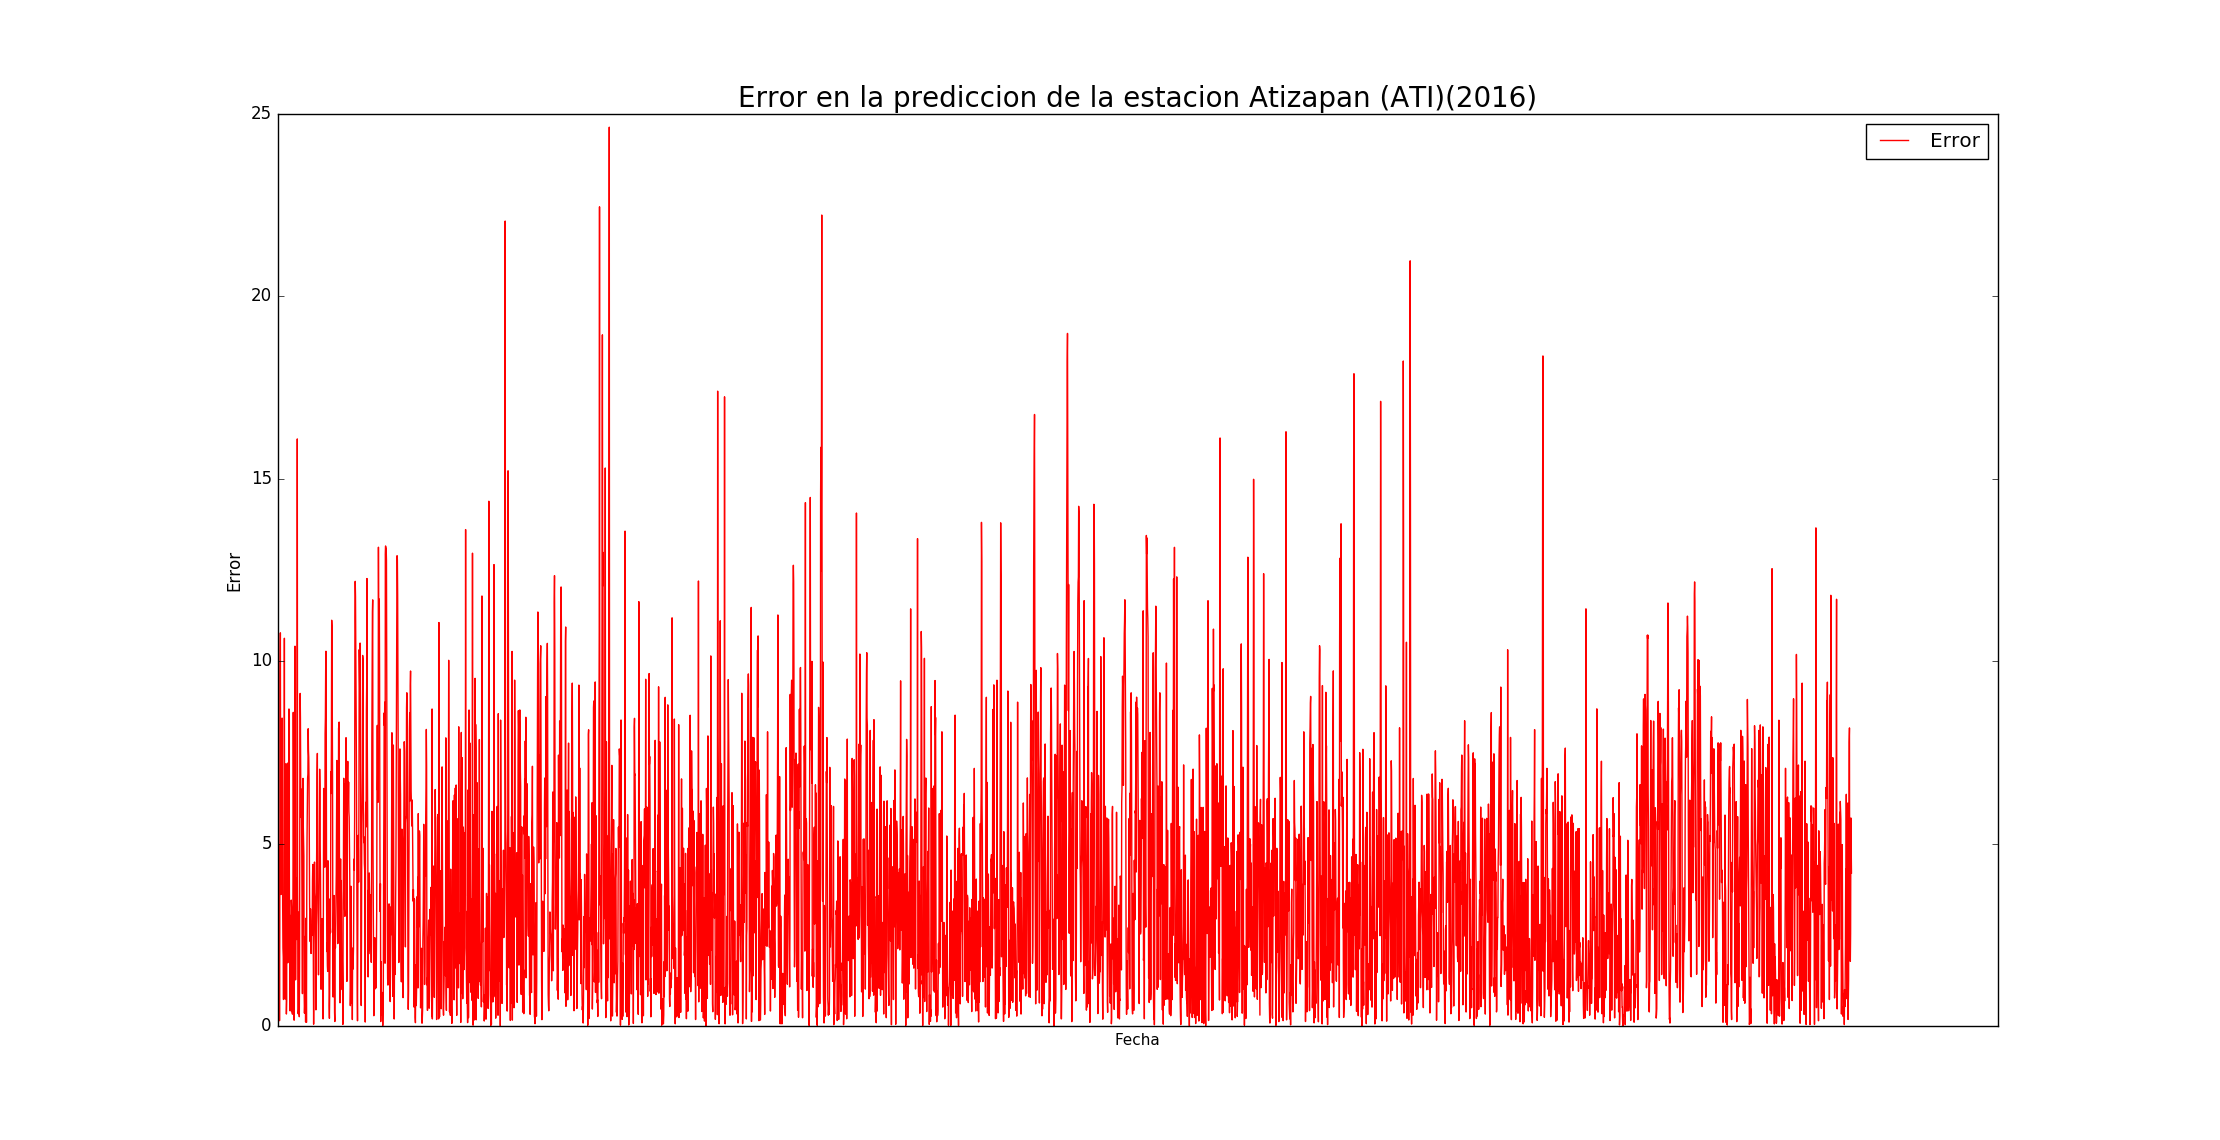 Error en la prediccion de la estacion Atizapan (ATI)(2016)
25
Error
20
15
Error
10
5
0
Fecha